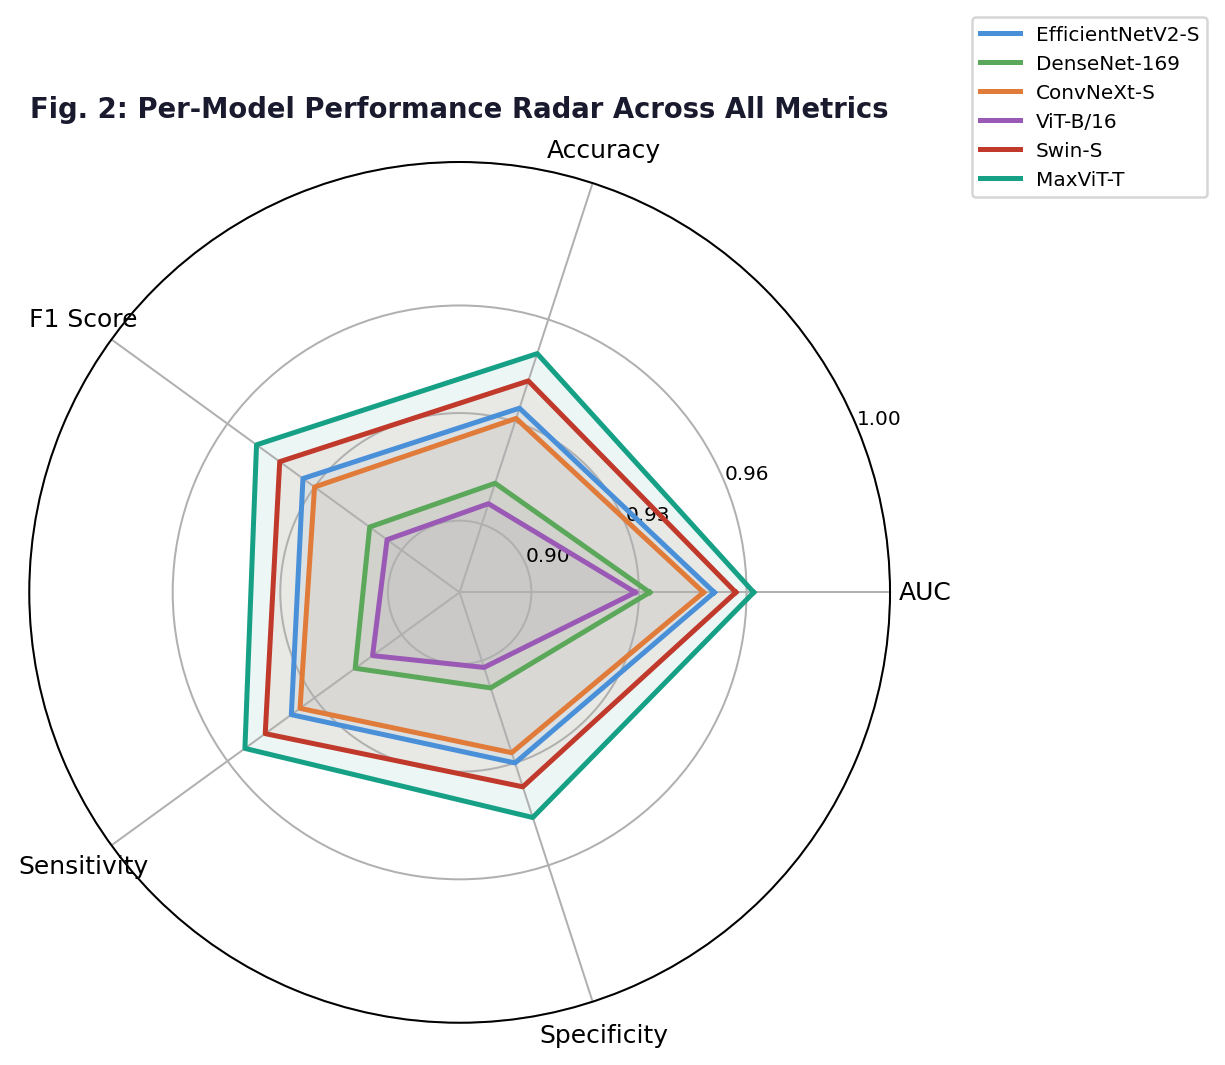 EfficientNetV2-S
DenseNet-169
ConvNeXt-S
ViT-B/16
Swin-S
MaxViT-T
Fig. 2: Per-Model Performance Radar Across All Metrics
Accuracy
F1 Score
1.00
0.96
0.93
0.90
AUC
Sensitivity
Specificity